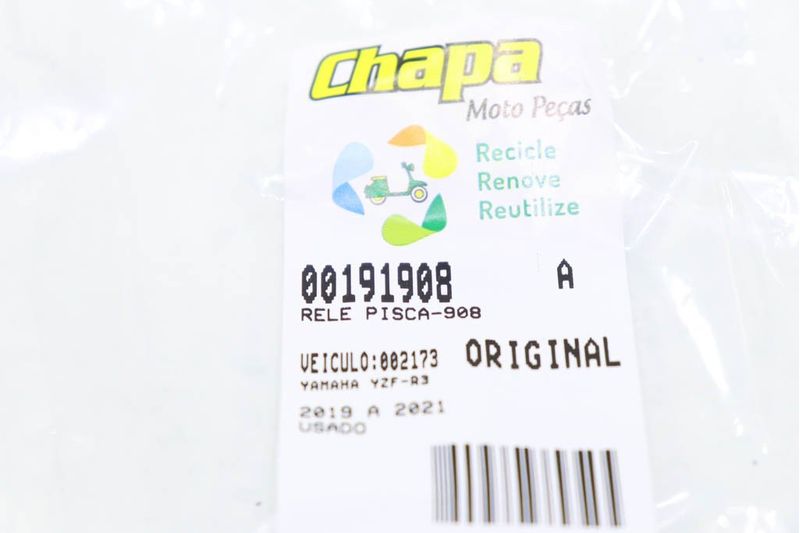 Chapa
Moto Peças
Recicle
Renove
Reutilize
00191908 A
RELE PISCA-908
VEICULO:002173 ORIGINAL
YAMAHA YZF-R3
2019 A 2021
USADO